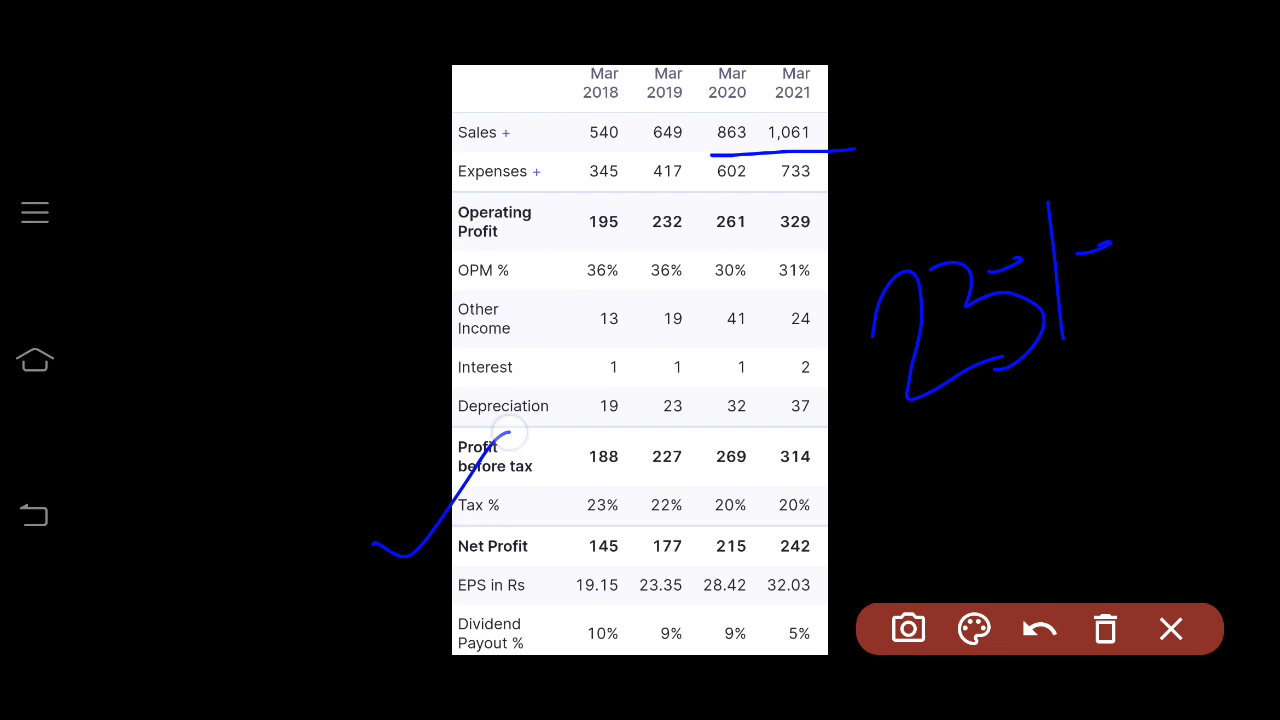 Mar Mar Mar Mar
2018 2019 2020 2021
Sales + 540 649 863 1,061
Expenses + 345 417 602 733
Operating
Profit 195 232 261 329
OPM % 36% 36% 30% 31%
Other
Income 13 19 41 24
Interest 1 1 1 2
Depreciation 19 23 32 37
Profit
before tax 188 227 269 314
Tax % 23% 22% 20% 20%
Net Profit 145 177 215 242
EPS in Rs 19.15 23.35 28.42 32.03
Dividend
Payout % 10% 9% 9% 5%
23%